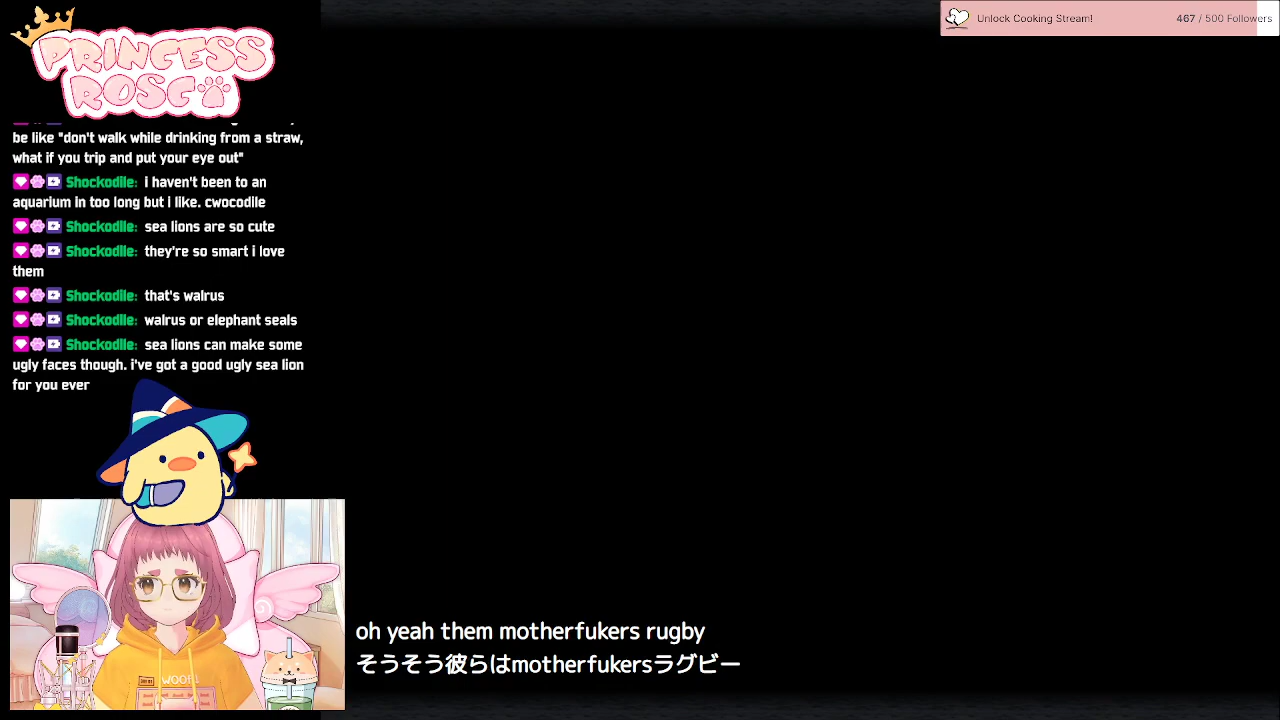 Unlock Cooking Stream!
467 / 500 Followers
PRINCESS
ROSE
be like "don't walk while drinking from a straw,
what if you trip and put your eye out"
Shockodile: i haven't been to an
aquarium in too long but i like. cwocodile
Shockodile: sea lions are so cute
Shockodile: they're so smart i love
them
Shockodile: that's walrus
Shockodile: walrus or elephant seals
Shockodile: sea lions can make some
ugly faces though. i've got a good ugly sea lion
for you ever
WOOF!
oh yeah them motherfukers rugby
そうそう彼らはmotherfukersラグビー